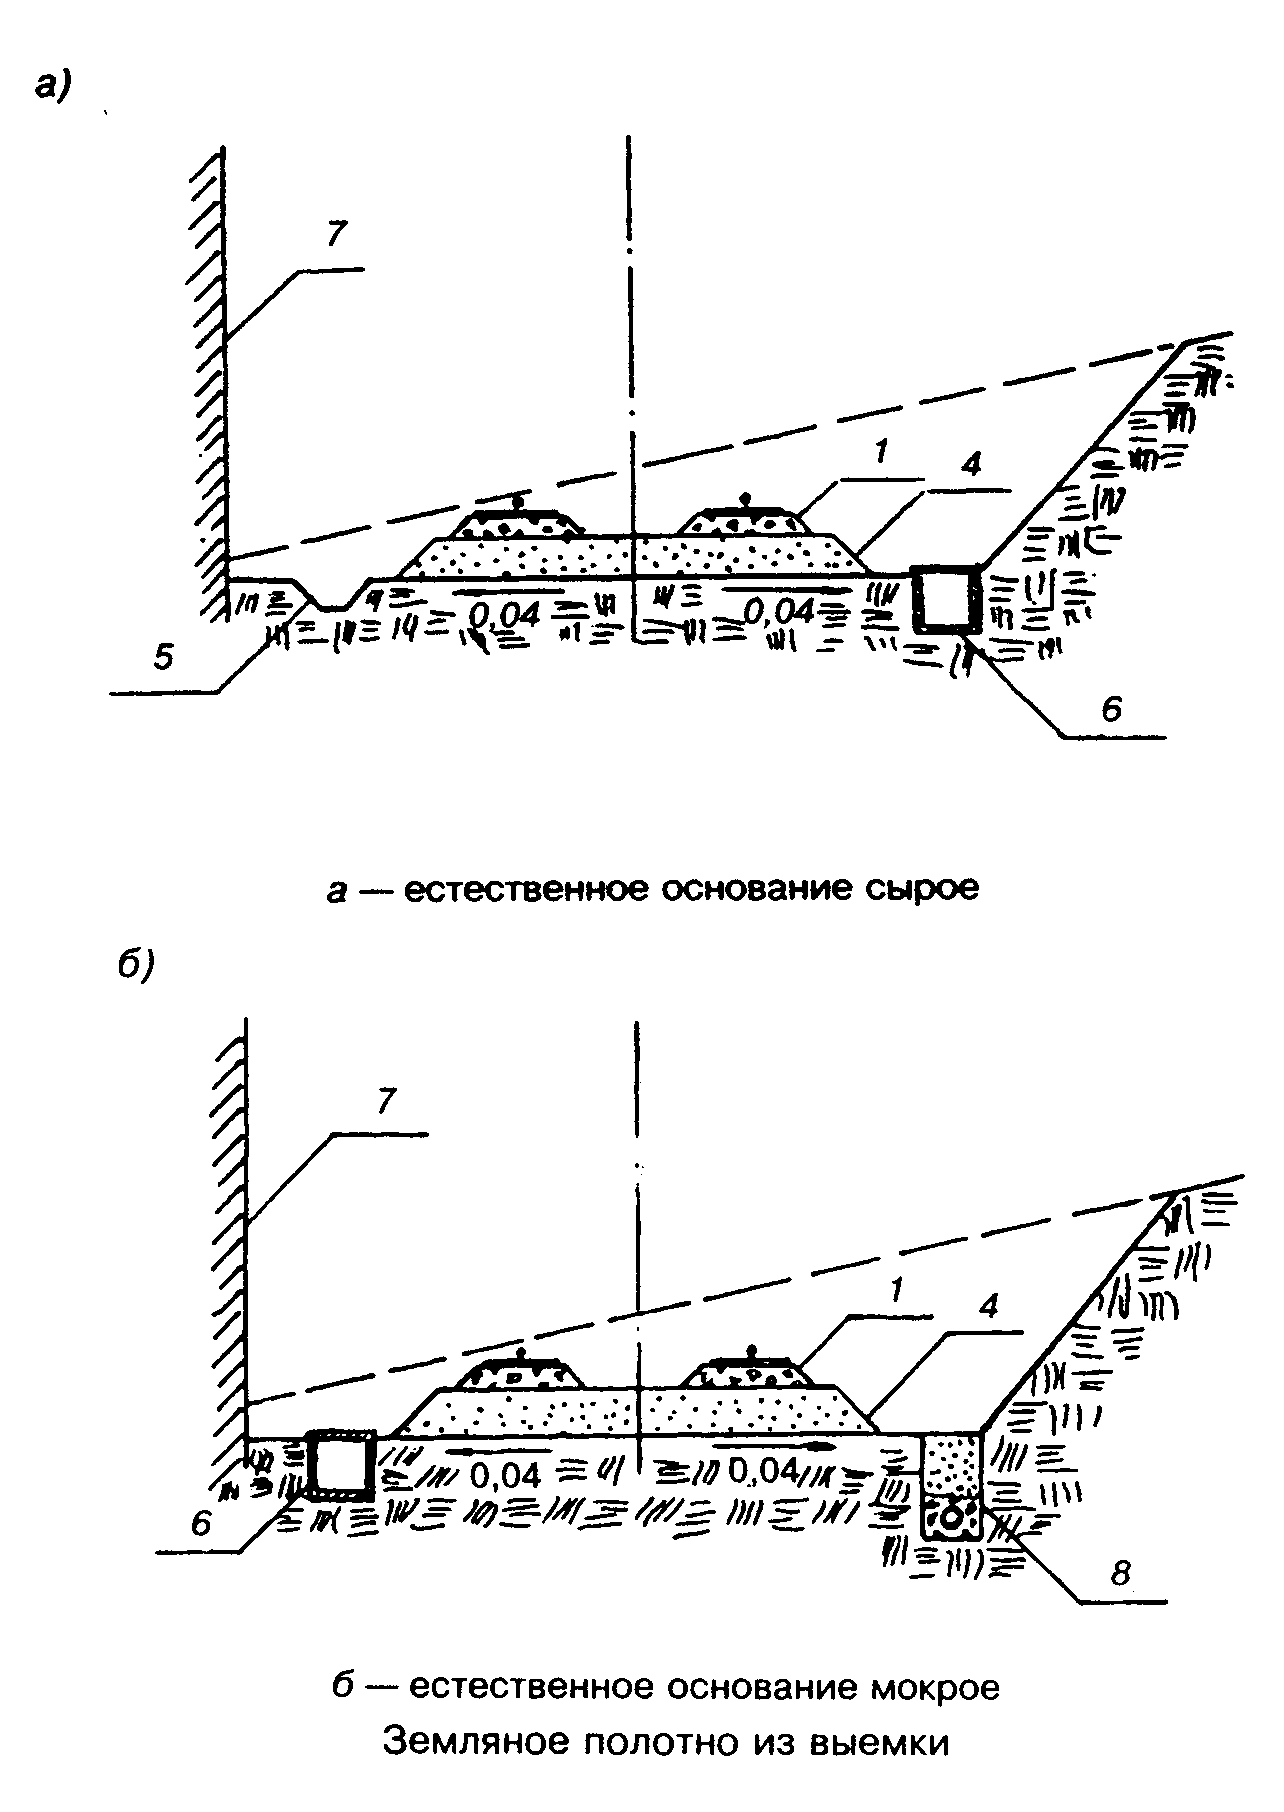 а)
7
1
4
0,04
0,04
5
6
а — естественное основание сырое
б)
7
1
4
0,04
0,04
6
8
б — естественное основание мокрое
Земляное полотно из выемки